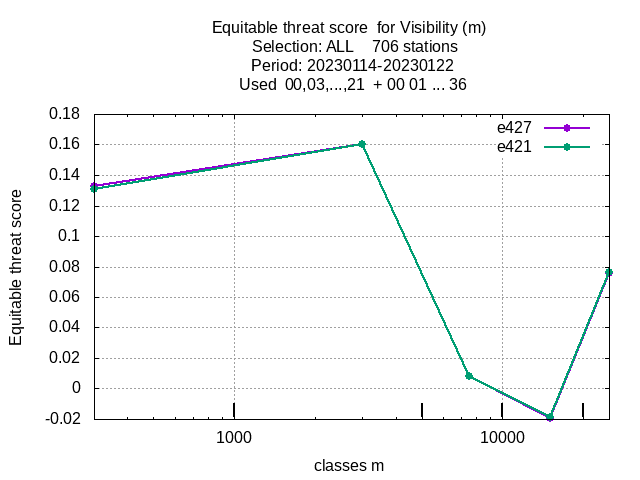 Equitable threat score  for Visibility (m)
Selection: ALL    706 stations
Period: 20230114-20230122
Used  00,03,...,21  + 00 01 ... 36
e427
e421
0.18
0.16
0.14
0.12
0.1
0.08
0.06
0.04
0.02
0
-0.02
Equitable threat score
1000
10000
classes m